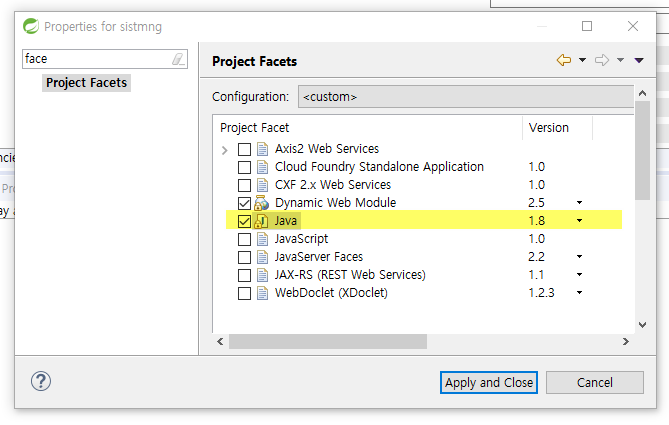 Properties for sistmng
face
Project Facets
Project Facets
Configuration: <custom>
Project Facet Version
Axis2 Web Services
Cloud Foundry Standalone Application 1.0
CXF 2.x Web Services 1.0
Dynamic Web Module 2.5
Java 1.8
JavaScript 1.0
JavaServer Faces 2.2
JAX-RS (REST Web Services) 1.1
WebDoclet (XDoclet) 1.2.3
Apply and Close Cancel